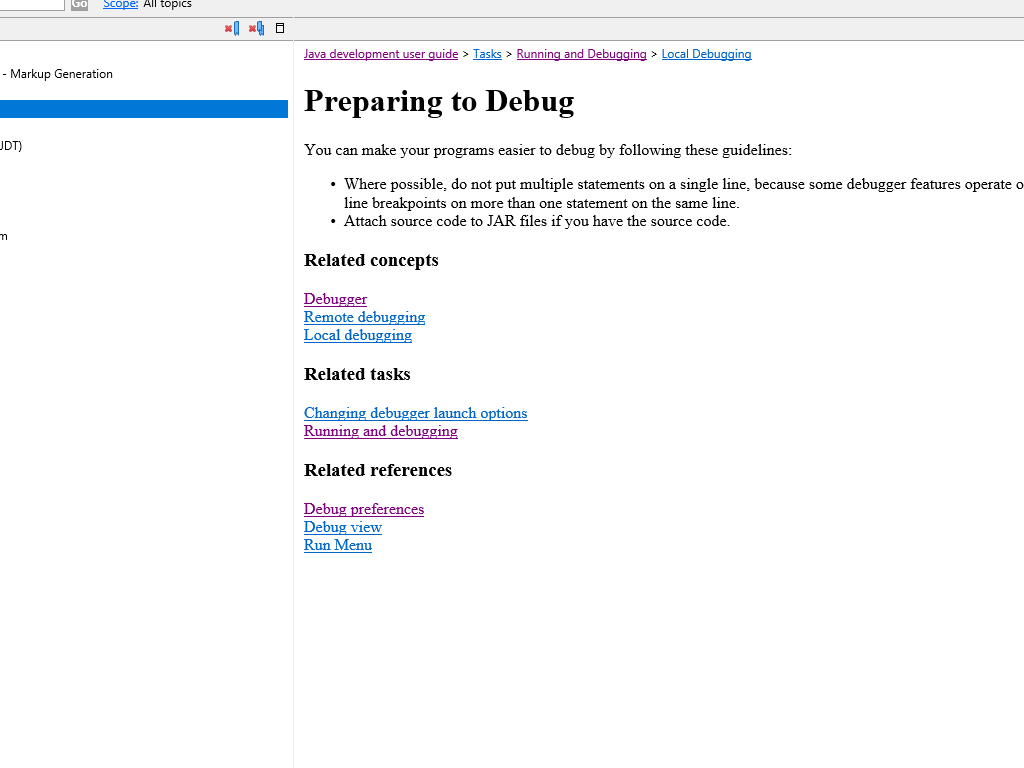 Go Scope: All topics
- Markup Generation
JDT)
m
Java development user guide > Tasks > Running and Debugging > Local Debugging
Preparing to Debug
You can make your programs easier to debug by following these guidelines:
• Where possible, do not put multiple statements on a single line, because some debugger features operate o
line breakpoints on more than one statement on the same line.
• Attach source code to JAR files if you have the source code.
Related concepts
Debugger
Remote debugging
Local debugging
Related tasks
Changing debugger launch options
Running and debugging
Related references
Debug preferences
Debug view
Run Menu